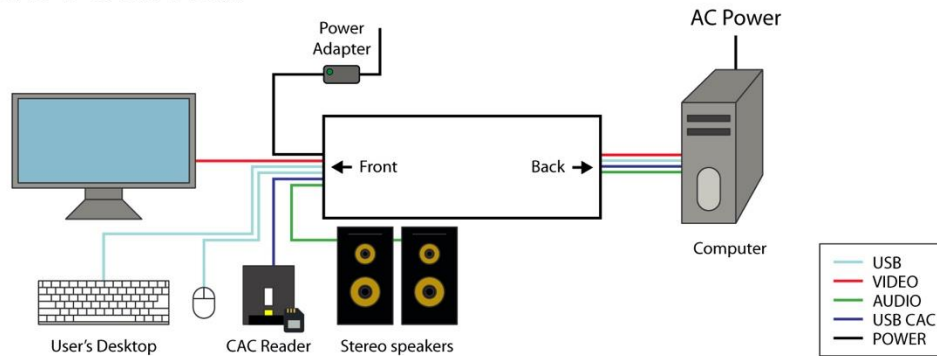 Power
Adapter
AC Power
Front
Back
Computer
User's Desktop
CAC Reader
Stereo speakers
USB
VIDEO
AUDIO
USB CAC
POWER